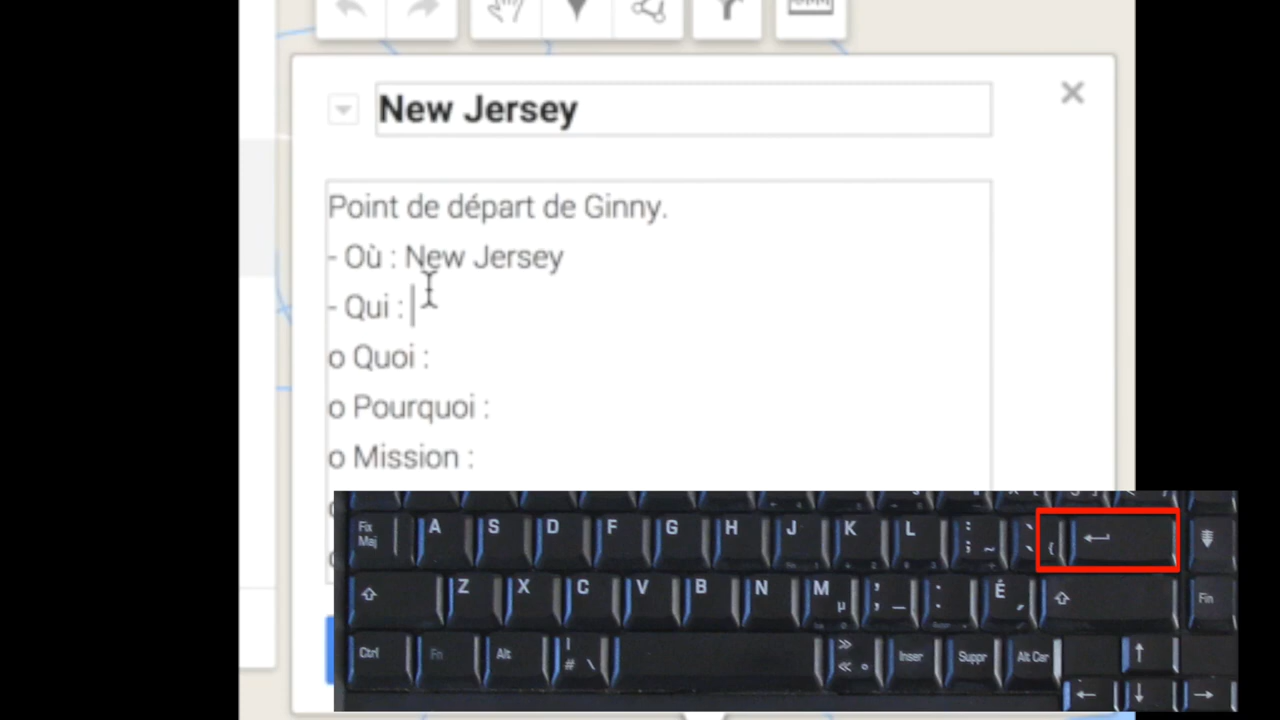 New Jersey
Point de départ de Ginny.
- Où : New Jersey
- Qui :
o Quoi :
o Pourquoi :
o Mission :
Fix Maj A S D F G H J K L : ; ~ {
Z X C V B N M µ É Fin
Ctrl Fn Alt | # \ >> << ° Inser Suppr Alt Car ↑
← ↓ →